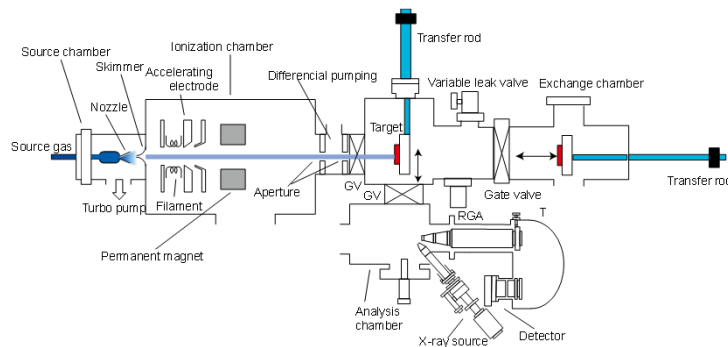 Transfer rod
Ionization chamber
Source chamber
Skimmer
Accelerating
electrode
Differencial pumping
Variable leak valve
Exchange chamber
Nozzle
Target
Source gas
GV
Aperture
Gate valve
Transfer rod
Turbo pump
Filament
GV
RGA
T
Permanent magnet
Analysis
chamber
X-ray source
Detector